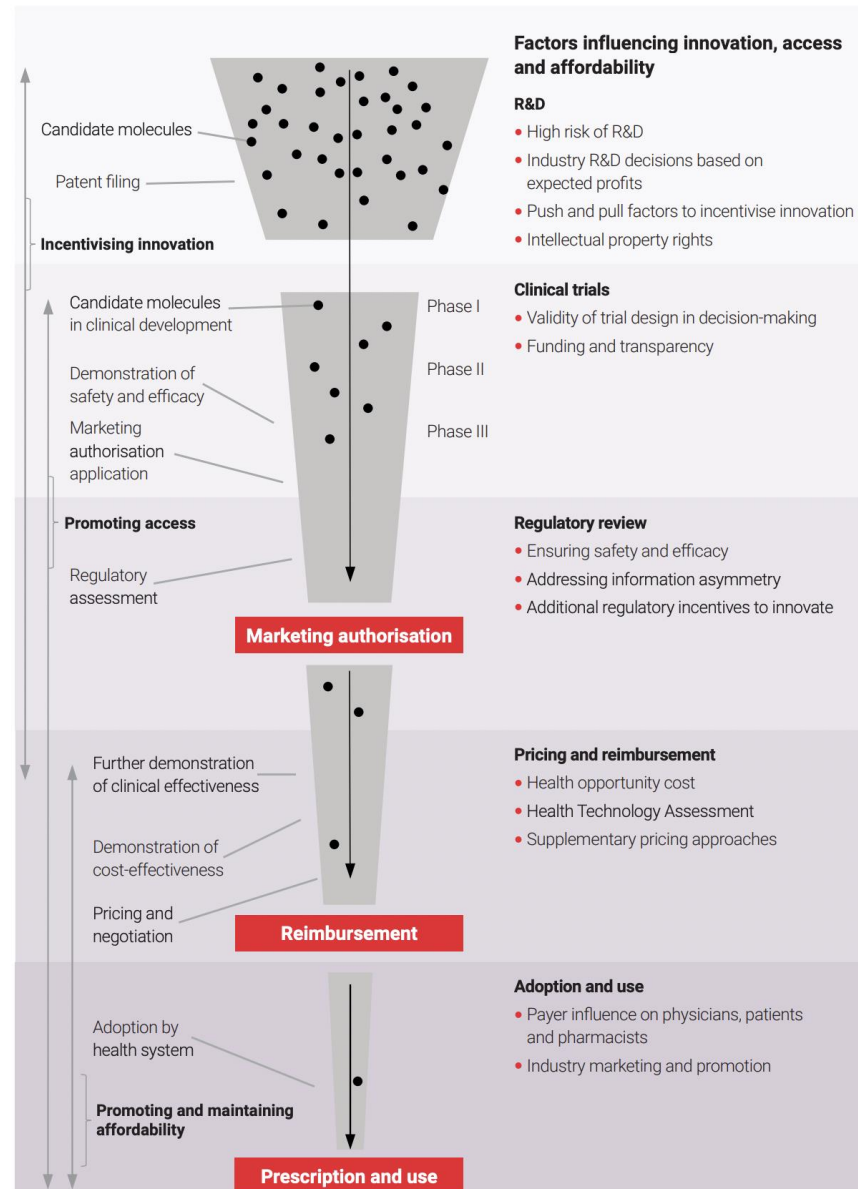 Factors influencing innovation, access
and affordability
R&D
• High risk of R&D
• Industry R&D decisions based on
expected profits
• Push and pull factors to incentivise innovation
• Intellectual property rights
Candidate molecules
Patent filing
Incentivising innovation
Candidate molecules
in clinical development
Demonstration of
safety and efficacy
Marketing
authorisation
application
Phase I
Phase II
Phase III
Clinical trials
• Validity of trial design in decision-making
• Funding and transparency
Promoting access
Regulatory
assessment
Marketing authorisation
Regulatory review
• Ensuring safety and efficacy
• Addressing information asymmetry
• Additional regulatory incentives to innovate
Further demonstration
of clinical effectiveness
Demonstration of
cost-effectiveness
Pricing and
negotiation
Reimbursement
Pricing and reimbursement
• Health opportunity cost
• Health Technology Assessment
• Supplementary pricing approaches
Adoption by
health system
Promoting and maintaining
affordability
Prescription and use
Adoption and use
• Payer influence on physicians, patients
and pharmacists
• Industry marketing and promotion